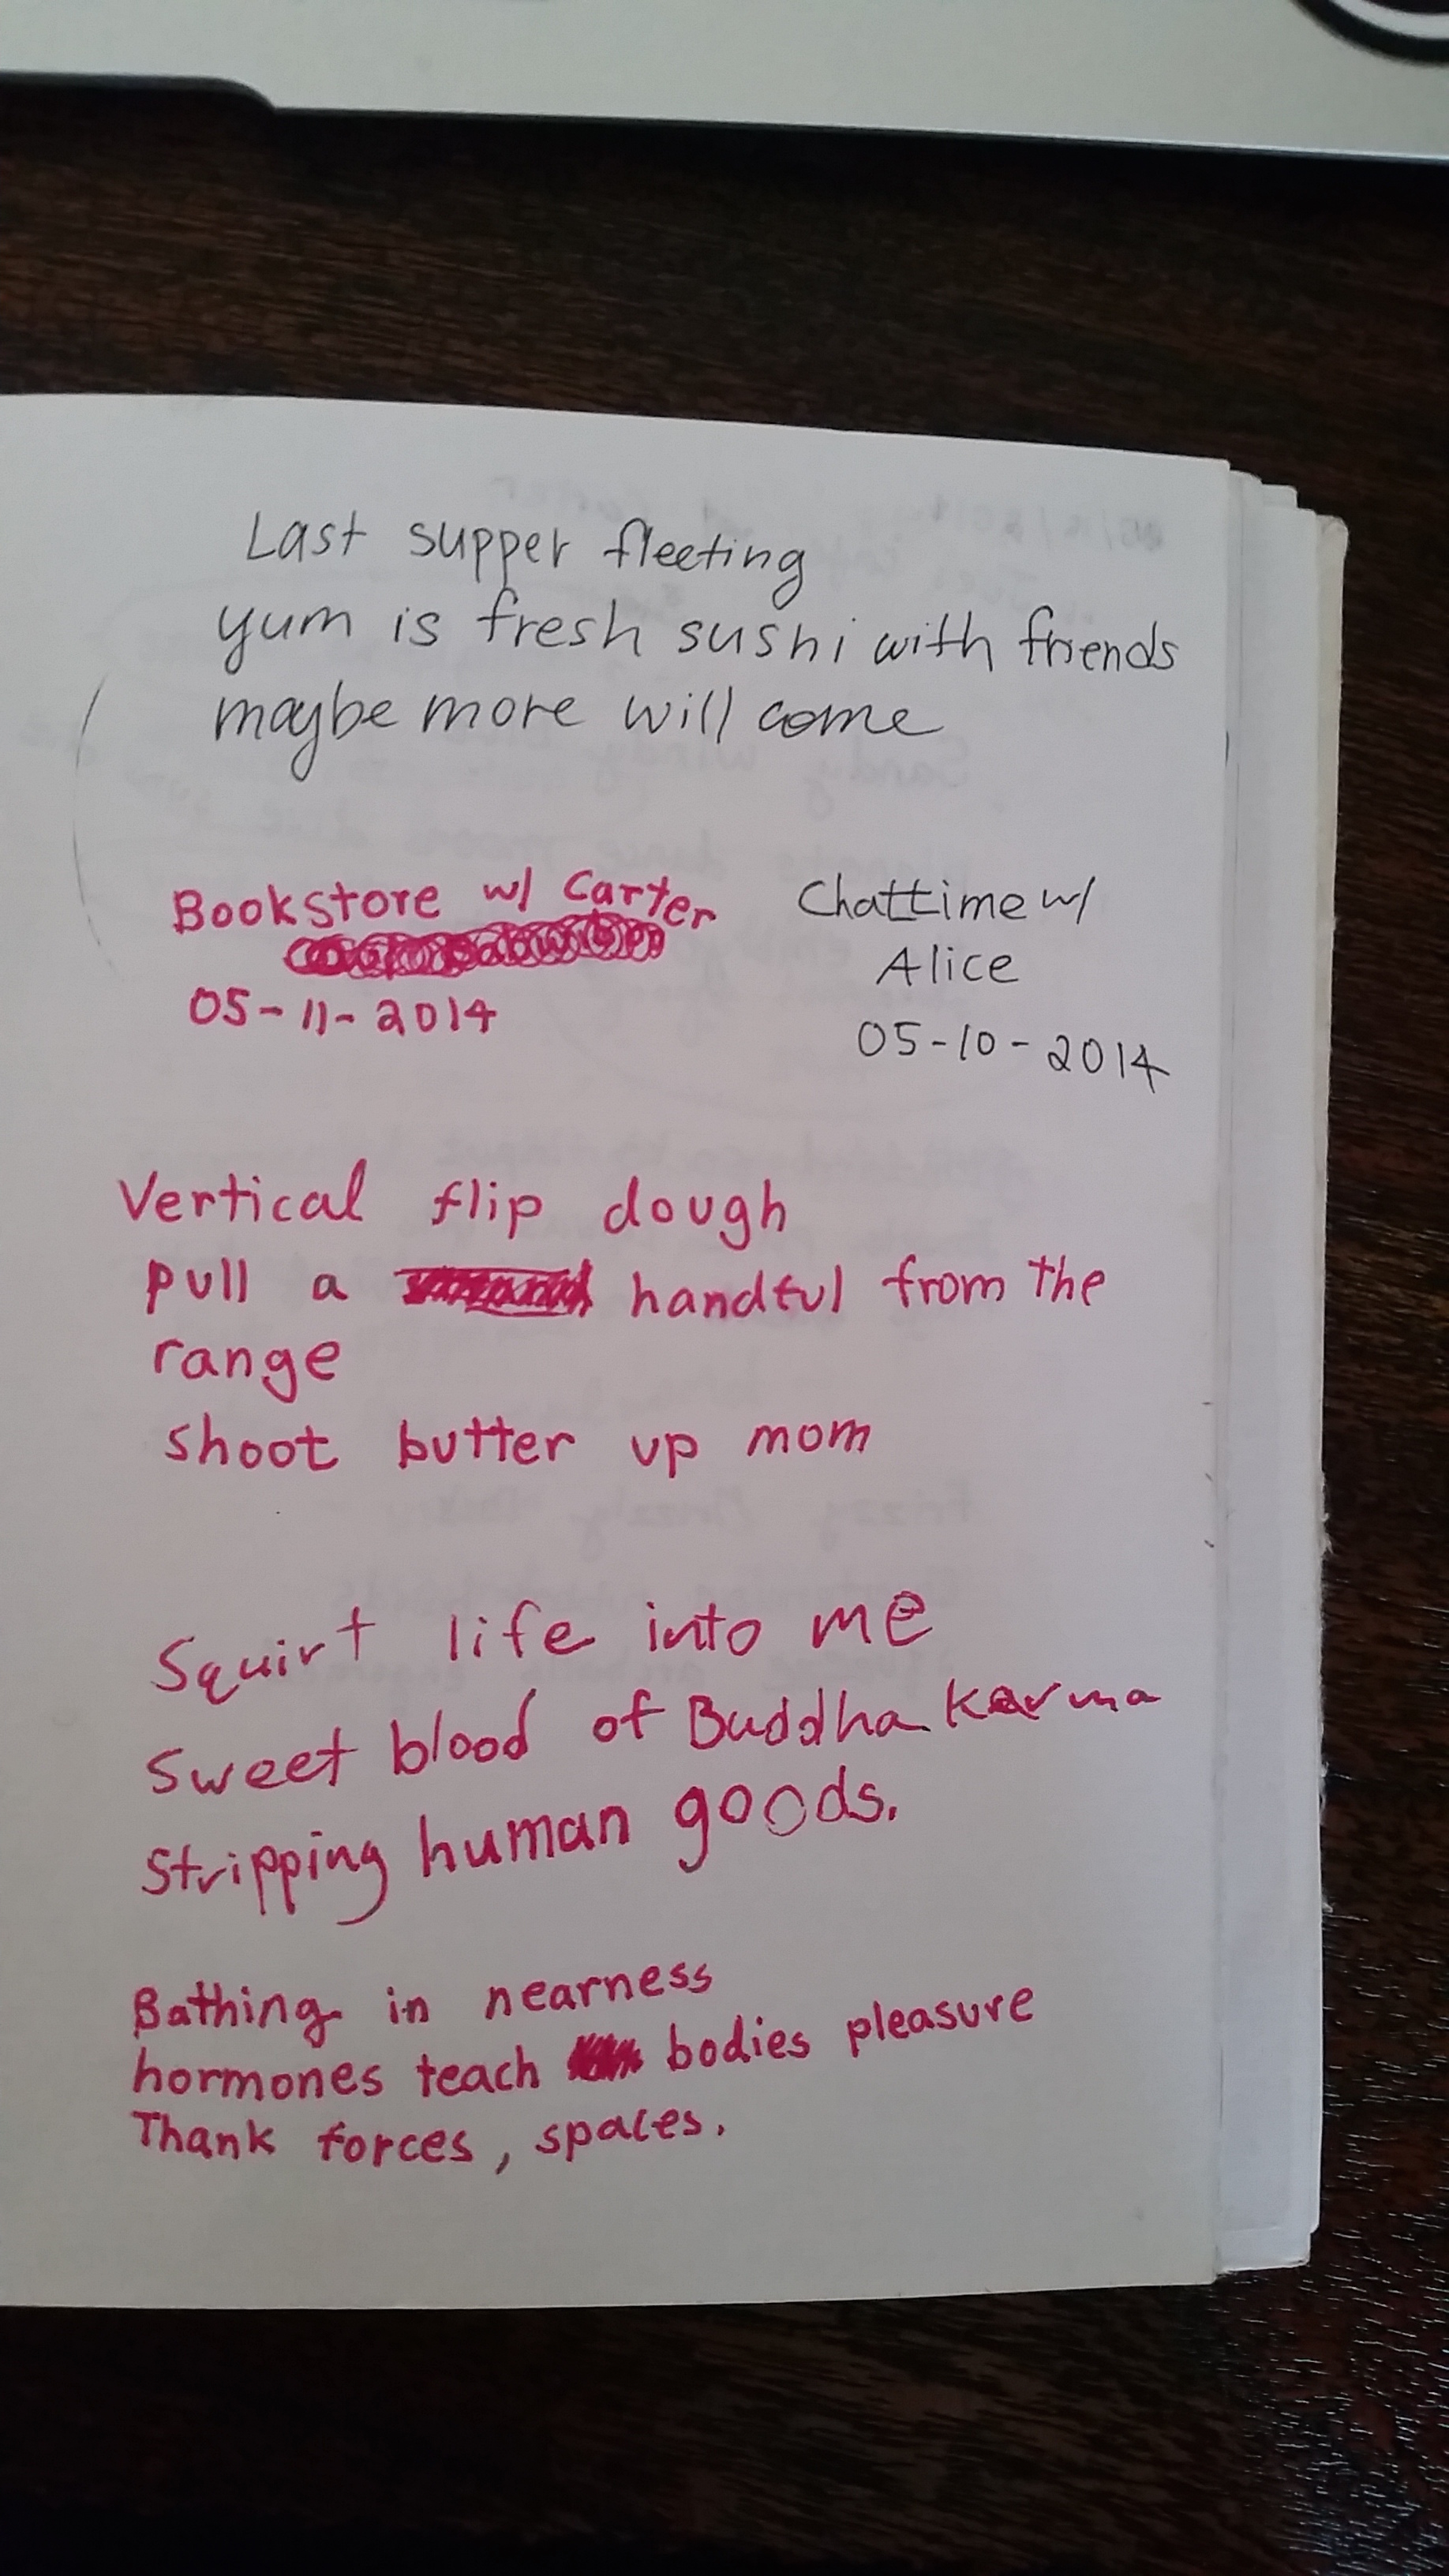 Last supper fleeting
yum is fresh sushi with friends
maybe more will come
Bookstore w/ Carter
05-11-2014
Chattime w/
Alice
05-10-2014
Vertical flip dough
pull a handful from the
range
shoot butter up mom
Squirt life into me
Sweet blood of Buddha karma
Stripping human goods.
Bathing in nearness
hormones teach bodies pleasure
Thank forces, spaces.